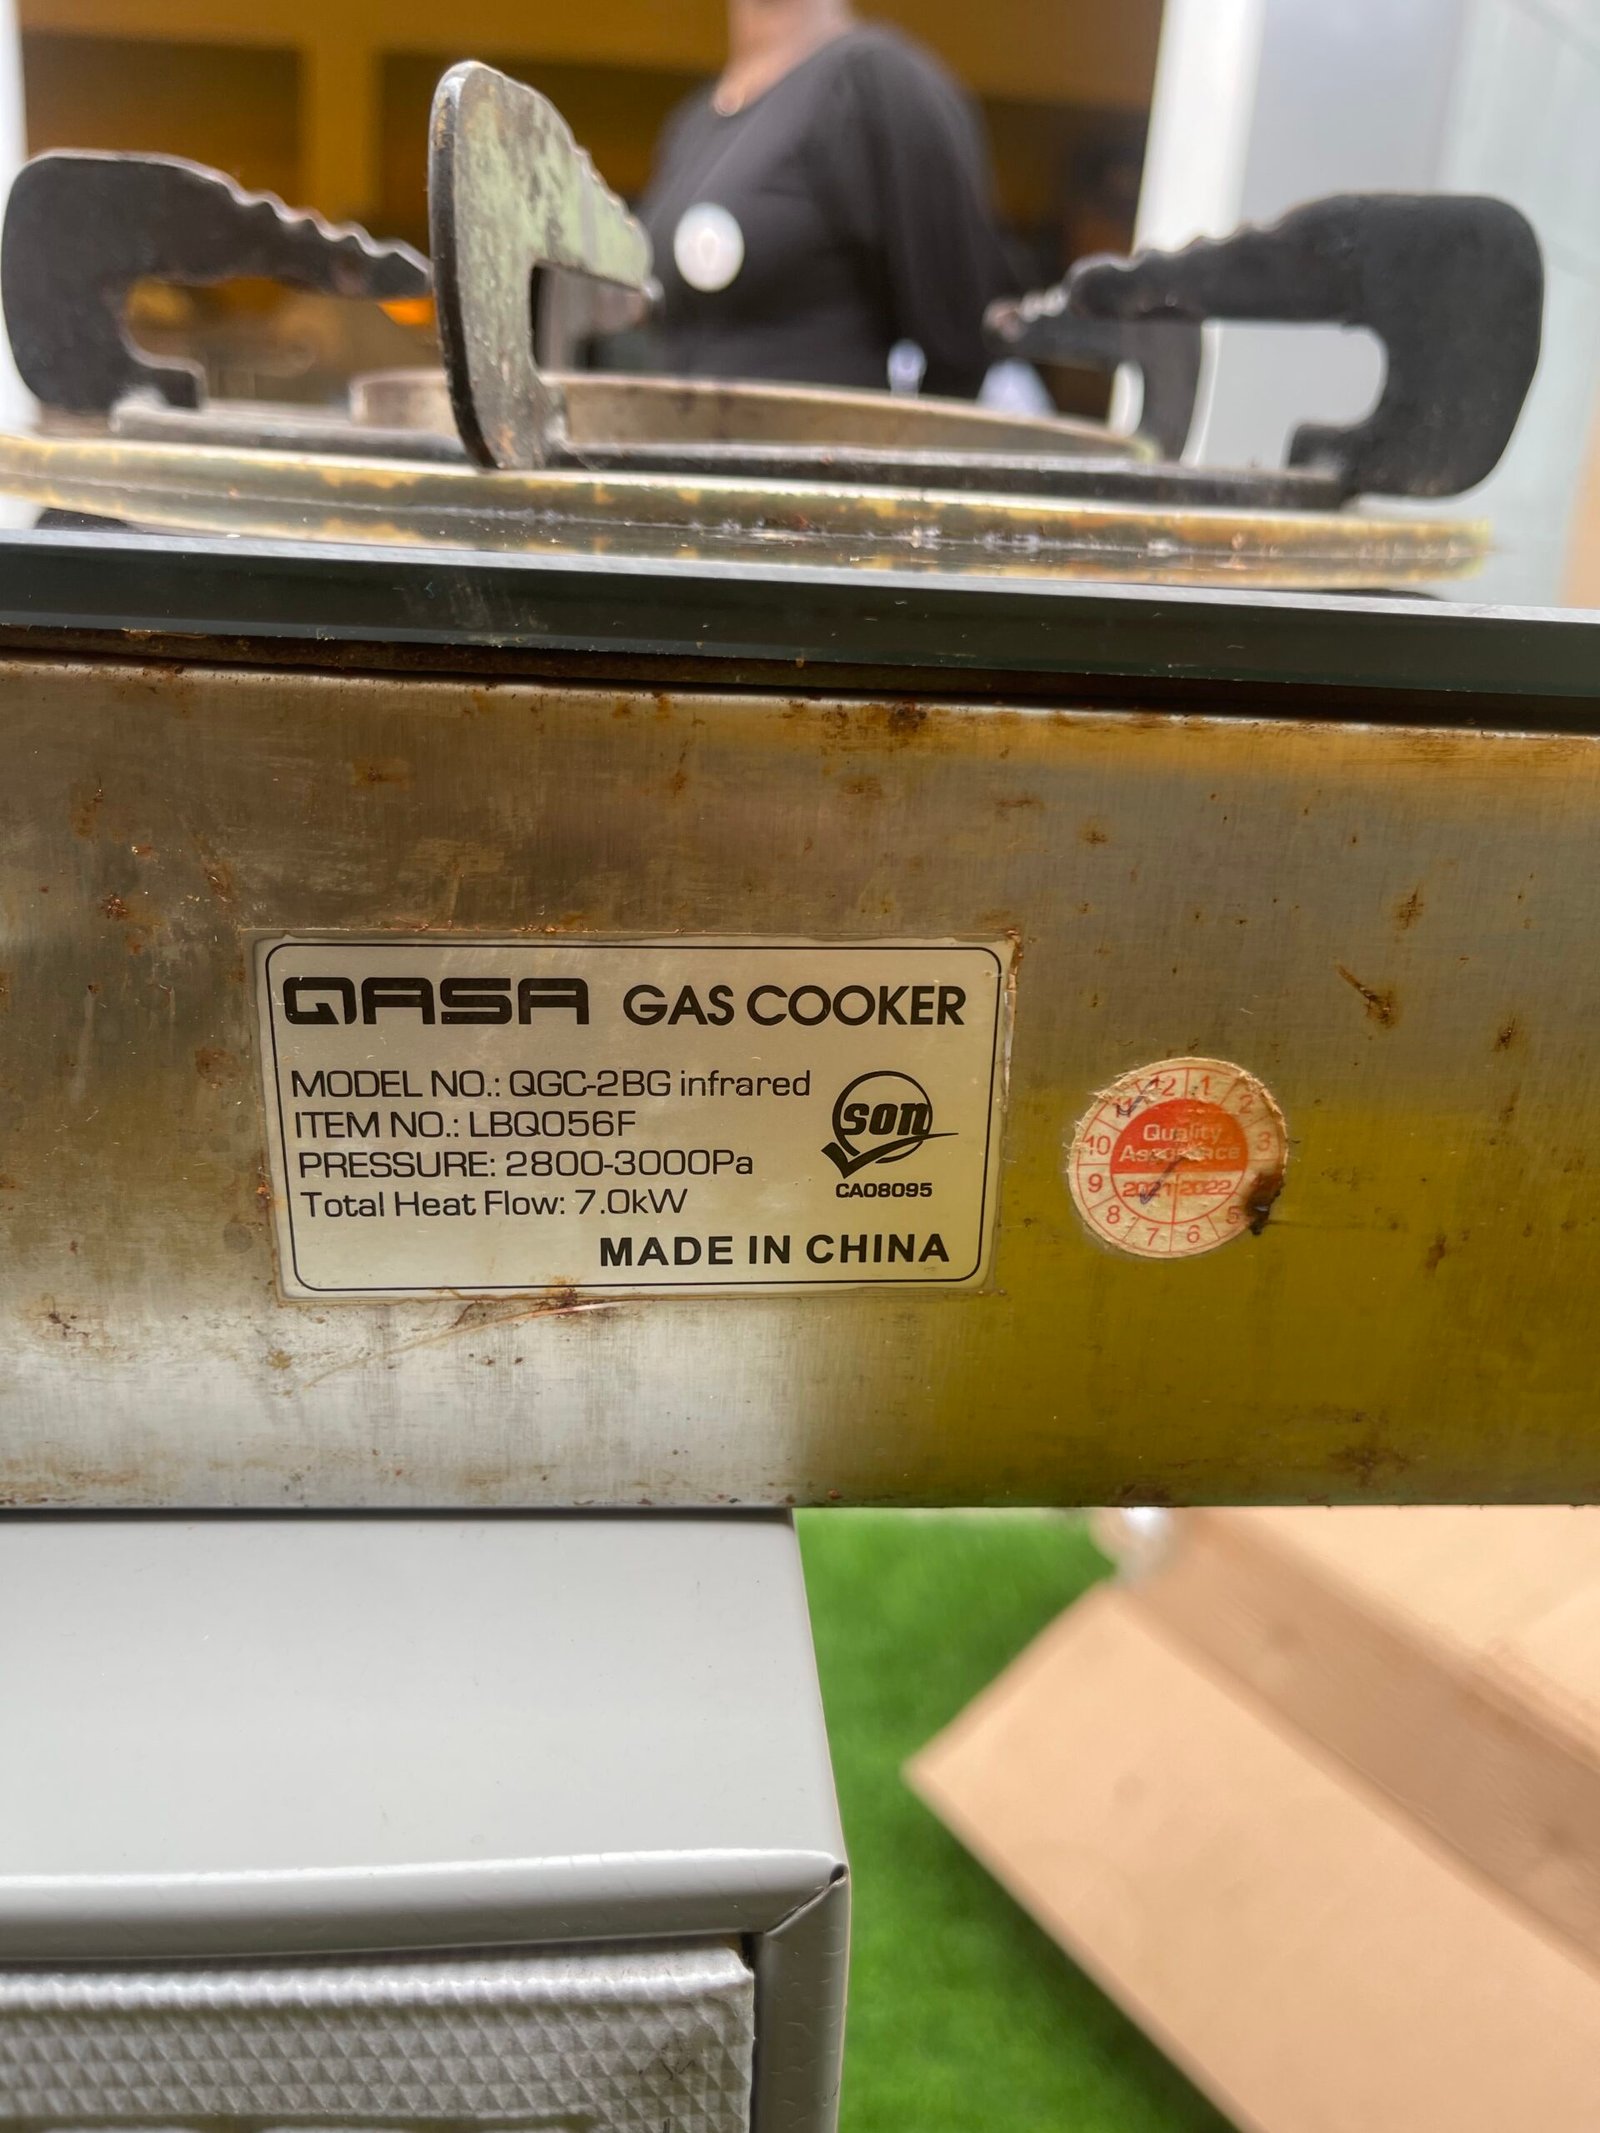 QASA GAS COOKER
MODEL NO.: QGC-2BG infrared
ITEM NO.: LBQ056F
PRESSURE: 2800-3000Pa
Total Heat Flow: 7.0kW
son
CA08095
MADE IN CHINA
12 1 2 3 5 6 7 8 9 10 11
Quality
Assurance
2021 2022